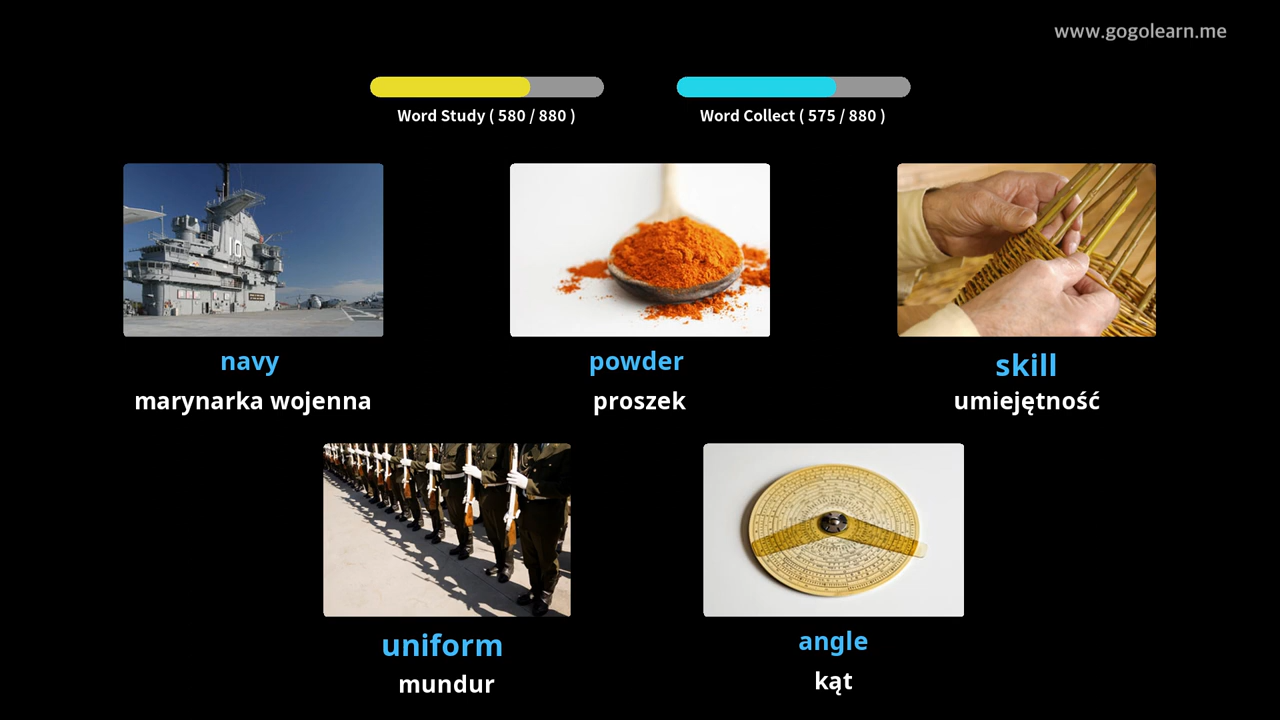 www.gogolearn.me
Word Study ( 580 / 880 )
Word Collect ( 575 / 880 )
10
navy
powder
skill
marynarka wojenna
proszek
umiejętność
uniform
angle
mundur
kąt